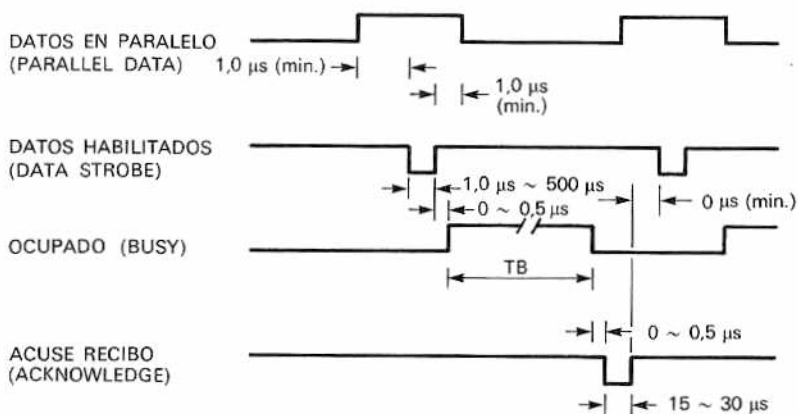 DATOS EN PARALELO
(PARALLEL DATA)
1,0 µs (min.)
1,0 µs
(min.)
DATOS HABILITADOS
(DATA STROBE)
1,0 µs ~ 500 µs
0 µs (min.)
0 ~ 0,5 µs
OCUPADO (BUSY)
TB
0 ~ 0,5 µs
ACUSE RECIBO
(ACKNOWLEDGE)
15 ~ 30 µs